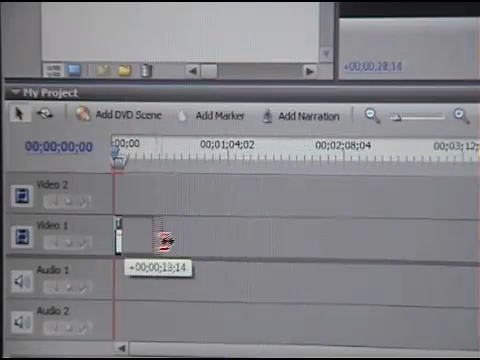 +00;00;28;14
My Project
Add DVD Scene
Add Marker
Add Narration
00;00;00;00
;00;00
00;01;04;02
00;02;08;04
00;03;12;
Video 2
Video 1
+00;00;13;14
Audio 1
Audio 2